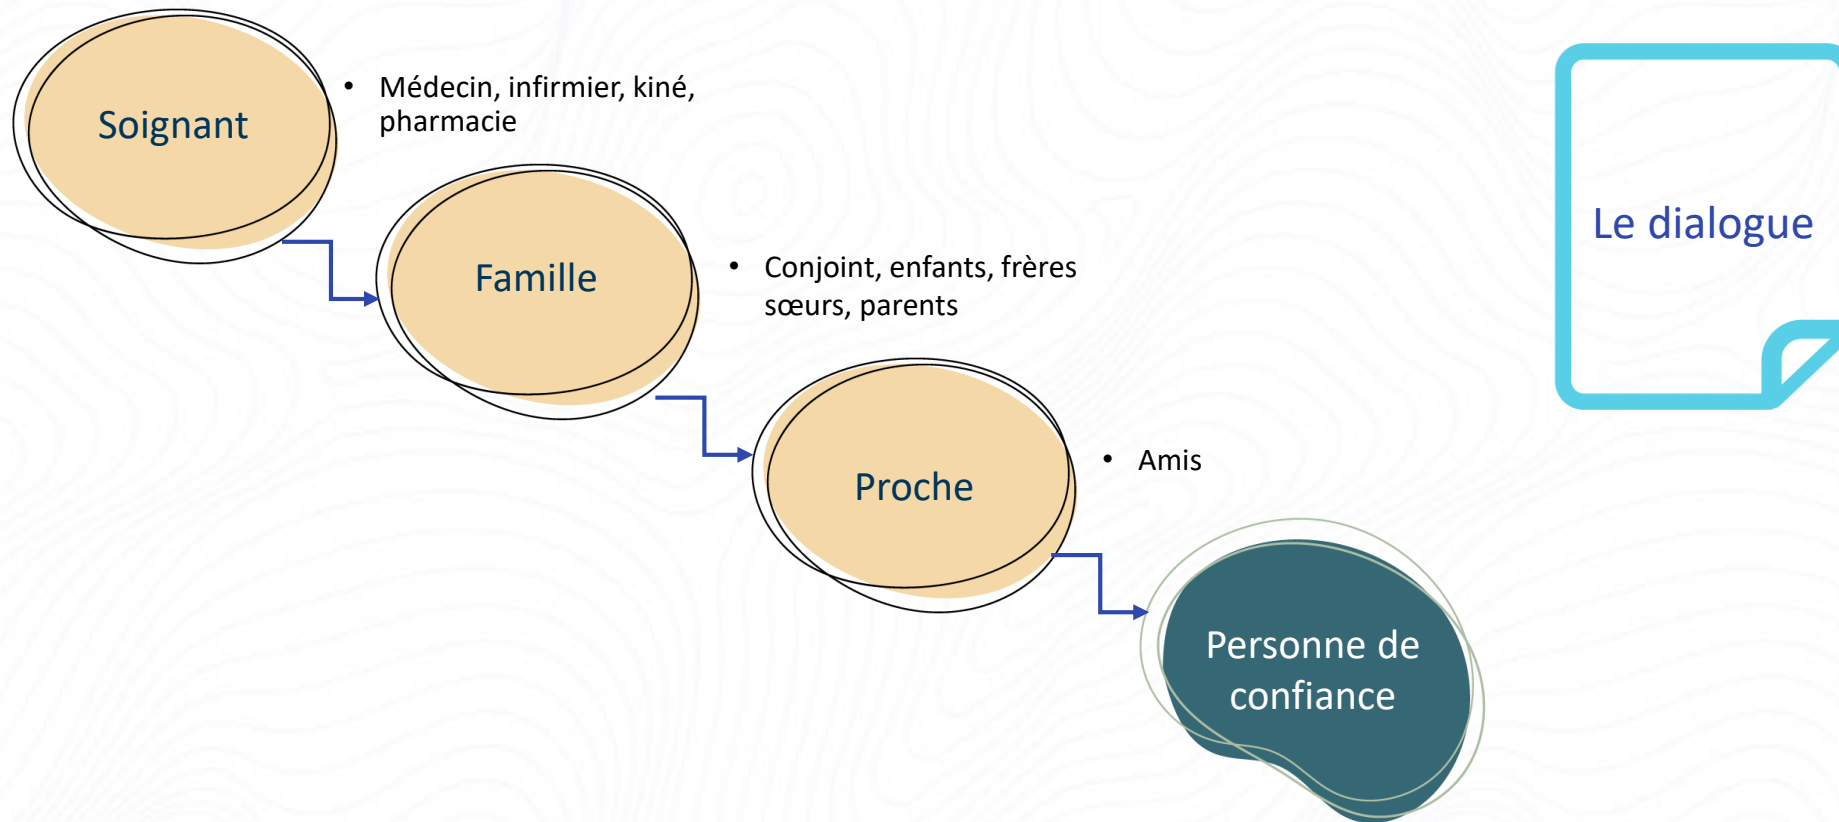 Soignant
• Médecin, infirmier, kiné,
pharmacie
Famille
• Conjoint, enfants, frères
sœurs, parents
Proche
• Amis
Personne de
confiance
Le dialogue